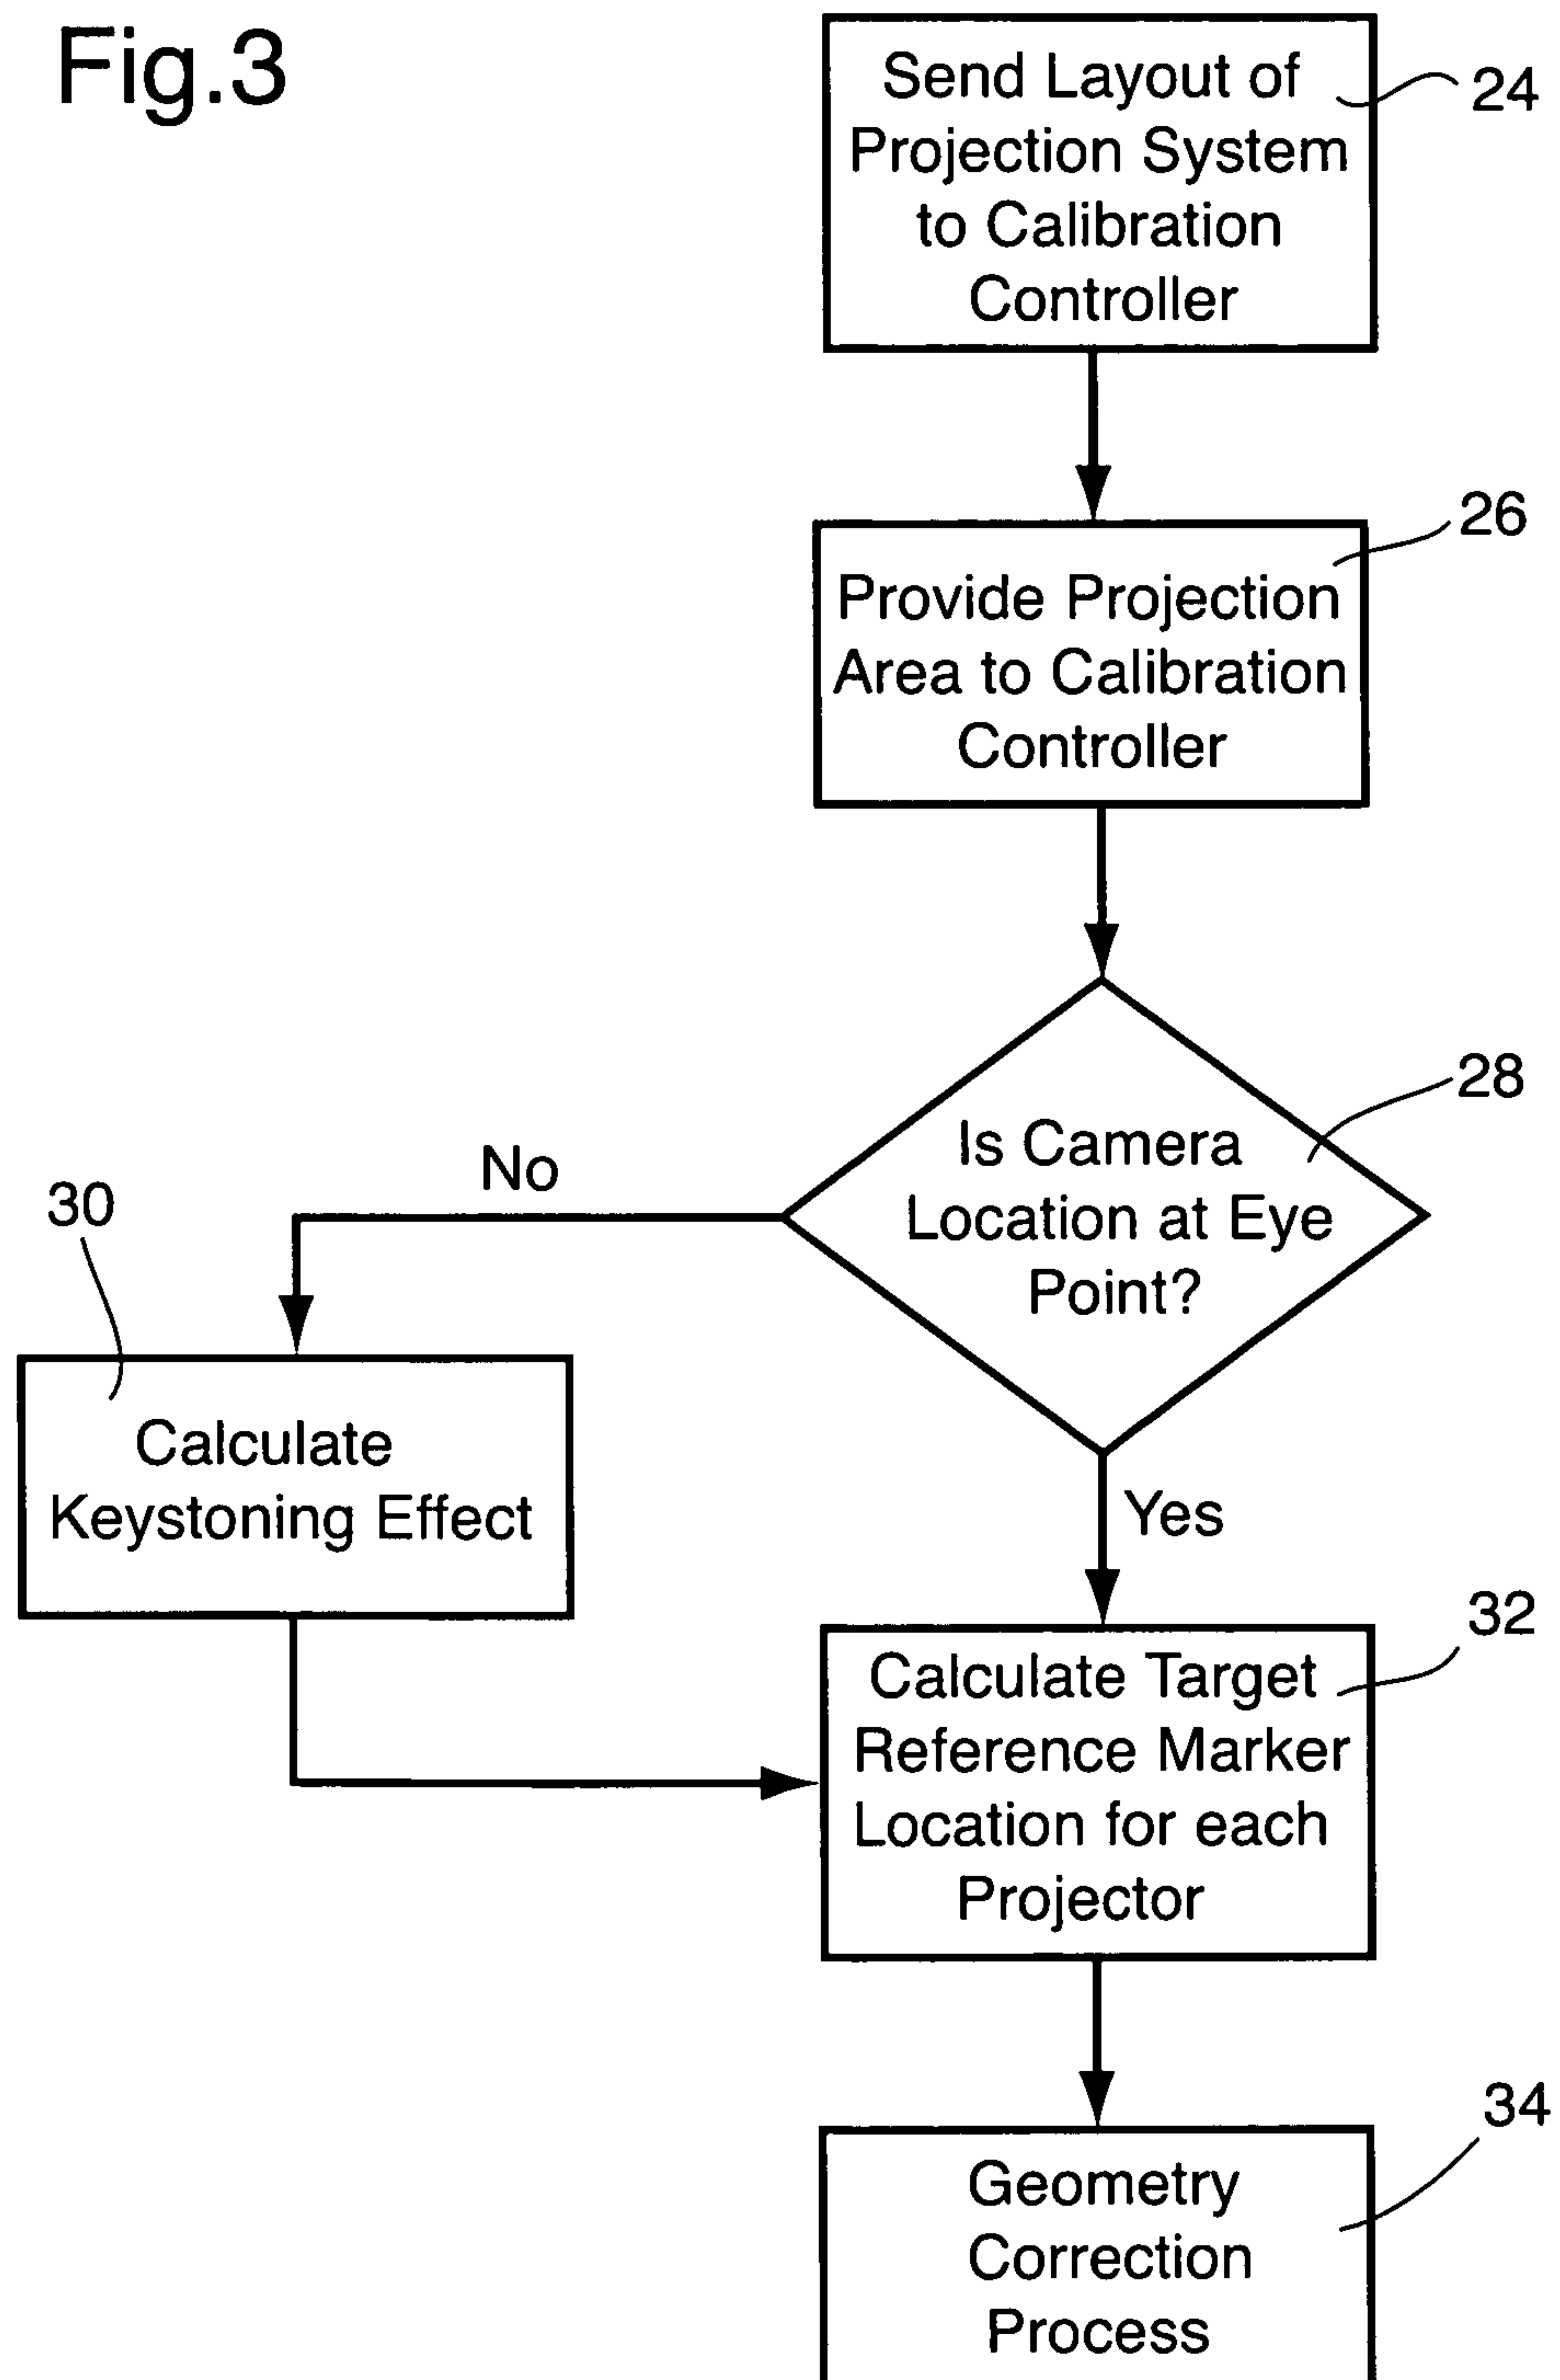 Fig.3
Send Layout of
Projection System
to Calibration
Controller
24
Provide Projection
Area to Calibration
Controller
26
Is Camera
Location at Eye
Point?
28
No
30
Calculate
Keystoning Effect
Yes
Calculate Target
Reference Marker
Location for each
Projector
32
Geometry
Correction
Process
34